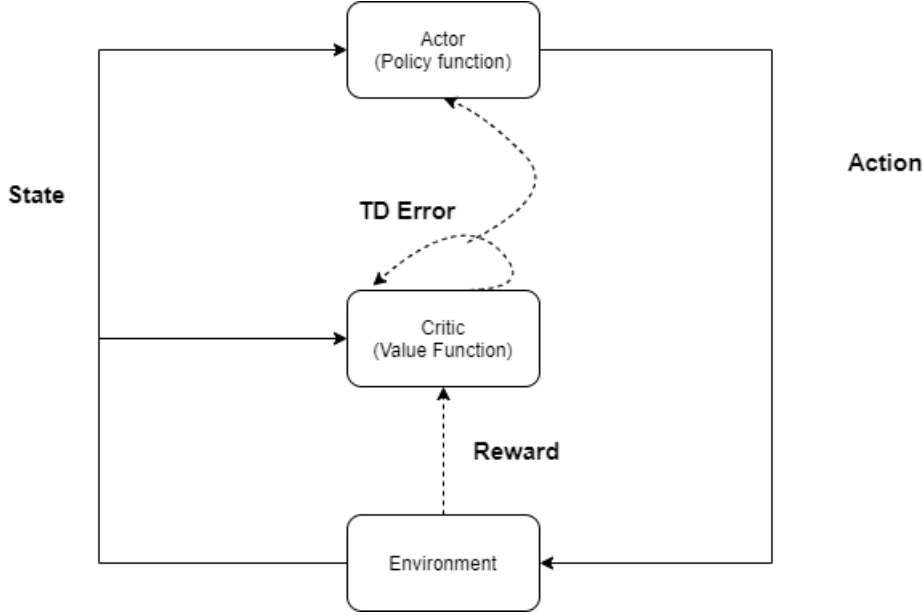 Actor
(Policy function)
Action
State
TD Error
Critic
(Value Function)
Reward
Environment